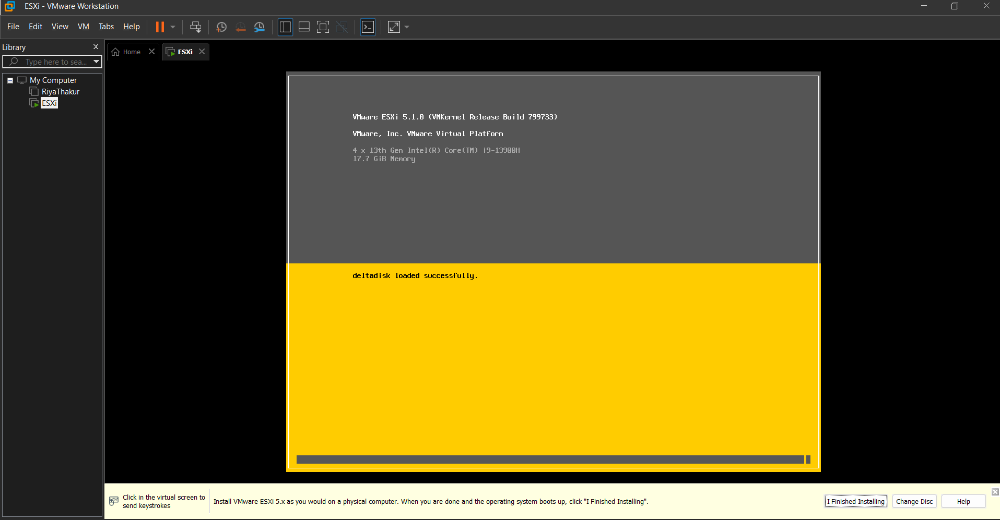 ESXi - VMware Workstation
File Edit View VM Tabs Help
Library
Type here to sea...
My Computer
RiyaThakur
ESXi
Home
ESXi
VMware ESXi 5.1.0 (VMKernel Release Build 799733)
VMware, Inc. VMware Virtual Platform
4 x 13th Gen Intel(R) Core(TM) i9-13900H
17.7 GiB Memory
deltadisk loaded successfully.
Click in the virtual screen to
send keystrokes
Install VMware ESXi 5.x as you would on a physical computer. When you are done and the operating system boots up, click "I Finished Installing".
I Finished Installing Change Disc Help